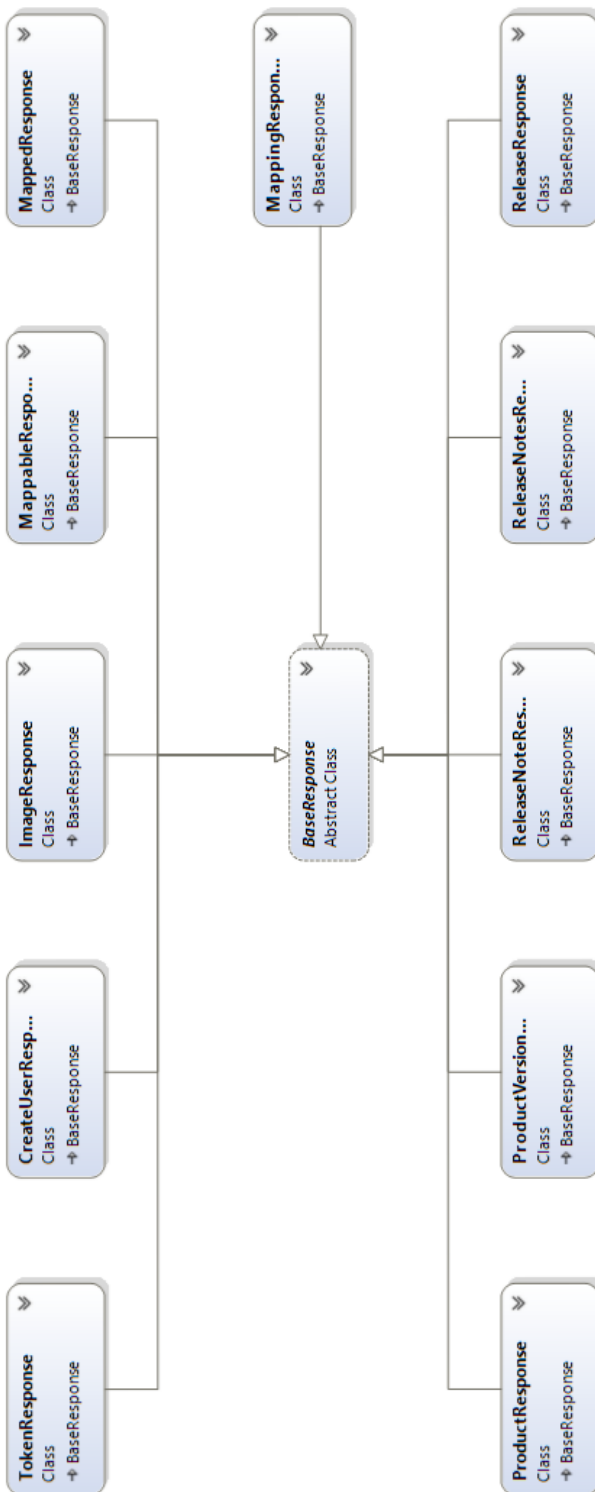 TokenResponse
Class
BaseResponse
CreateUserResp...
Class
BaseResponse
ImageResponse
Class
BaseResponse
MappableRespo...
Class
BaseResponse
MappedResponse
Class
BaseResponse
BaseResponse
Abstract Class
MappingRespon...
Class
BaseResponse
ProductResponse
Class
BaseResponse
ProductVersion...
Class
BaseResponse
ReleaseNoteRes...
Class
BaseResponse
ReleaseNotesRe...
Class
BaseResponse
ReleaseResponse
Class
BaseResponse